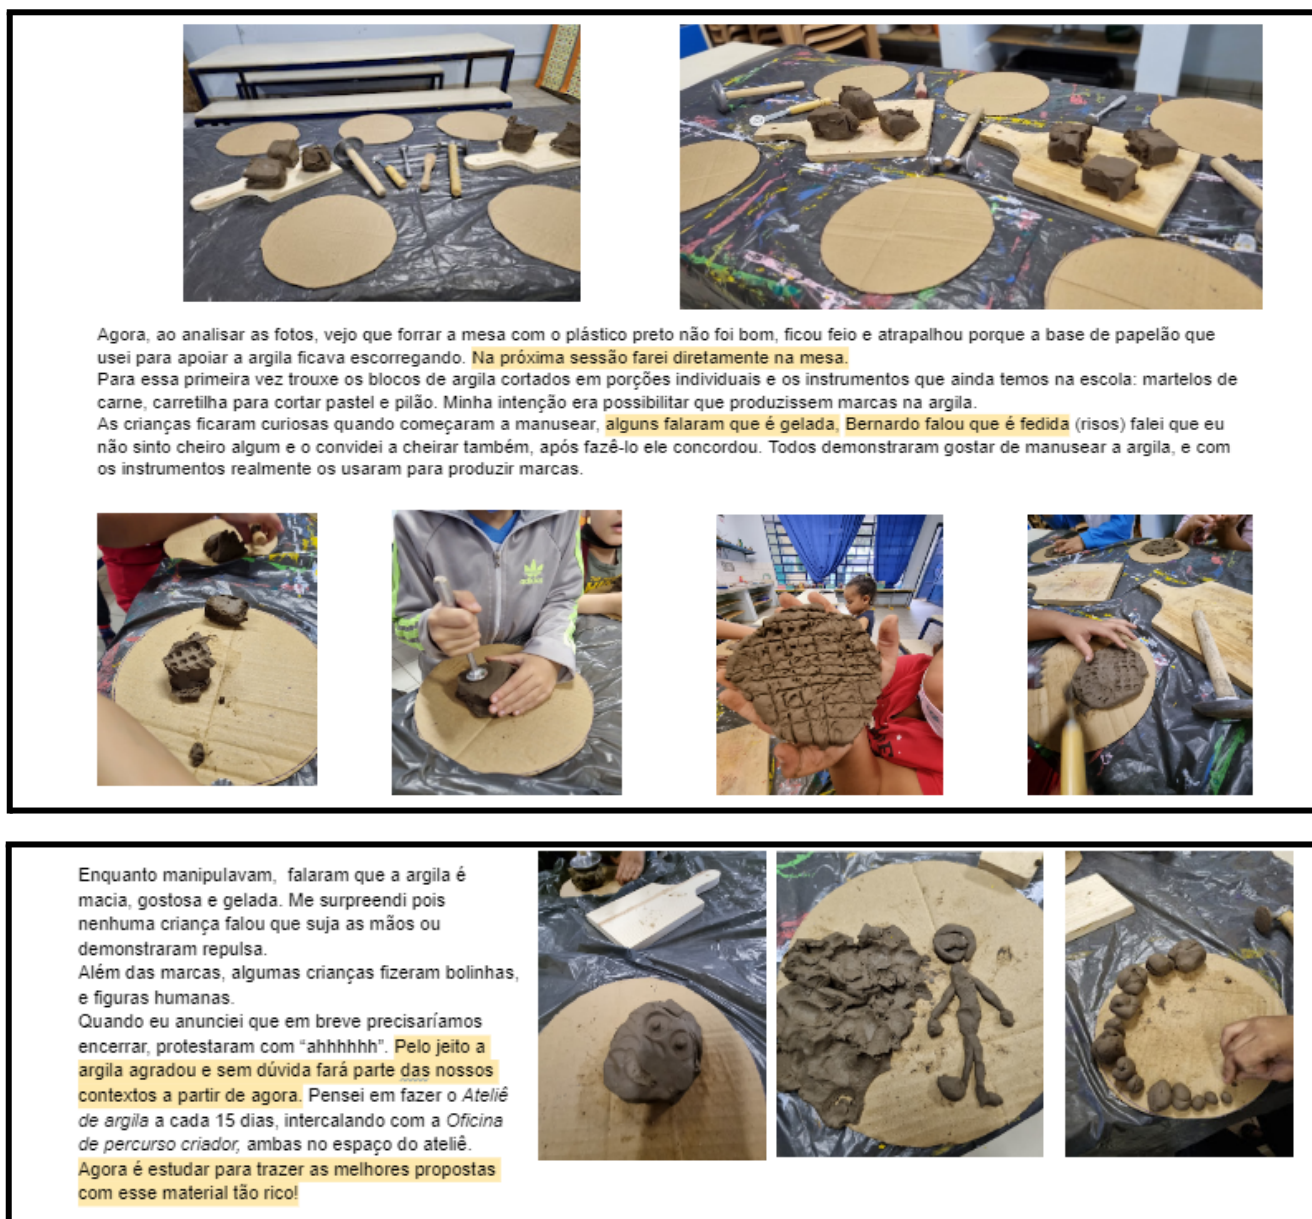 Agora, ao analisar as fotos, vejo que forrar a mesa com o plástico preto não foi bom, ficou feio e atrapalhou porque a base de papelão que
usei para apoiar a argila ficava escorregando. Na próxima sessão farei diretamente na mesa.
Para essa primeira vez trouxe os blocos de argila cortados em porções individuais e os instrumentos que ainda temos na escola: martelos de
carne, carretilha para cortar pastel e pilão. Minha intenção era possibilitar que produzissem marcas na argila.
As crianças ficaram curiosas quando começaram a manusear, alguns falaram que é gelada, Bernardo falou que é fedida (risos) falei que eu
não sinto cheiro algum e o convidei a cheirar também, após fazê-lo ele concordou. Todos demonstraram gostar de manusear a argila, e com
os instrumentos realmente os usaram para produzir marcas.
adidas
Enquanto manipulavam, falaram que a argila é
macia, gostosa e gelada. Me surpreendi pois
nenhuma criança falou que suja as mãos ou
demonstraram repulsa.
Além das marcas, algumas crianças fizeram bolinhas,
e figuras humanas.
Quando eu anunciei que em breve precisaríamos
encerrar, protestaram com “ahhhhhh”. Pelo jeito a
argila agradou e sem dúvida fará parte das nossos
contextos a partir de agora. Pensei em fazer o Ateliê
de argila a cada 15 dias, intercalando com a Oficina
de percurso criador, ambas no espaço do ateliê.
Agora é estudar para trazer as melhores propostas
com esse material tão rico!